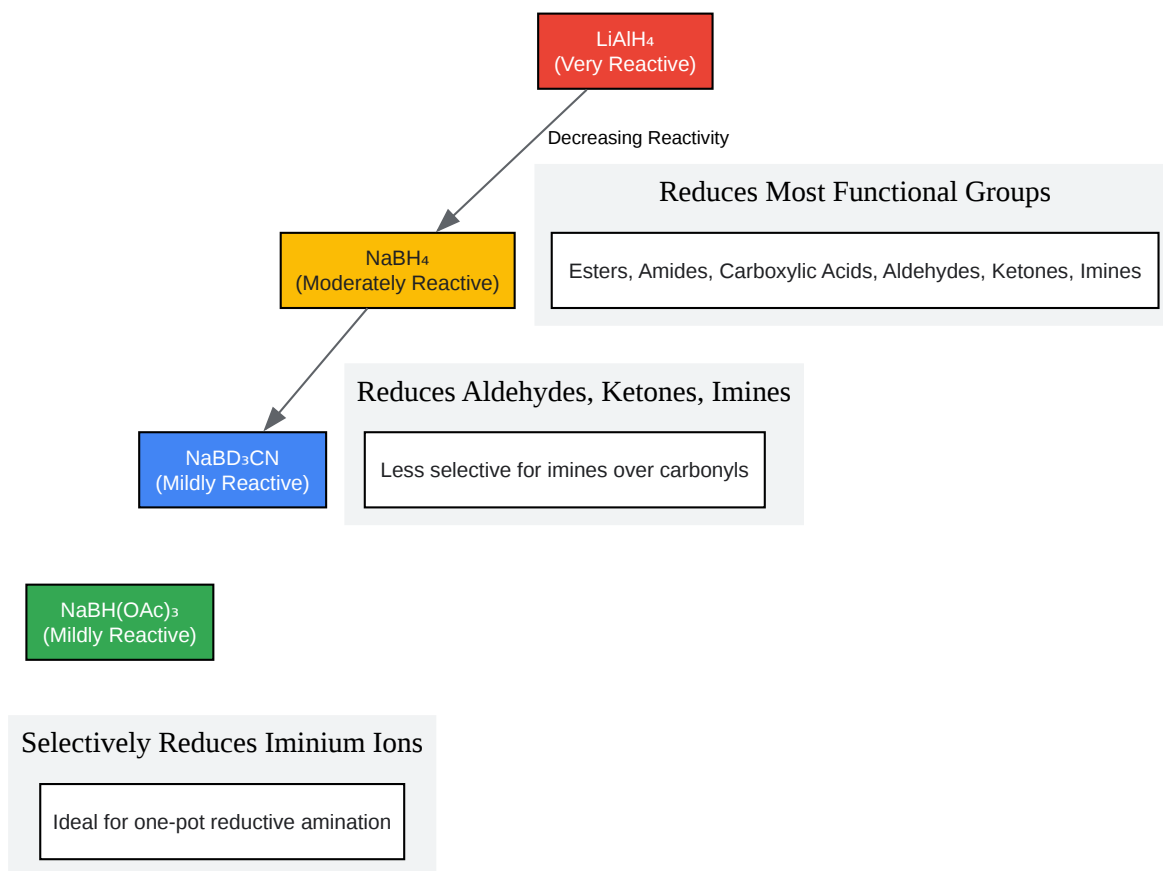 LiAlH₄
(Very Reactive)
Decreasing Reactivity
Reduces Most Functional Groups
NaBH₄
(Moderately Reactive)
Esters, Amides, Carboxylic Acids, Aldehydes, Ketones, Imines
Reduces Aldehydes, Ketones, Imines
NaBD₃CN
(Mildly Reactive)
Less selective for imines over carbonyls
NaBH(OAc)₃
(Mildly Reactive)
Selectively Reduces Iminium Ions
Ideal for one-pot reductive amination